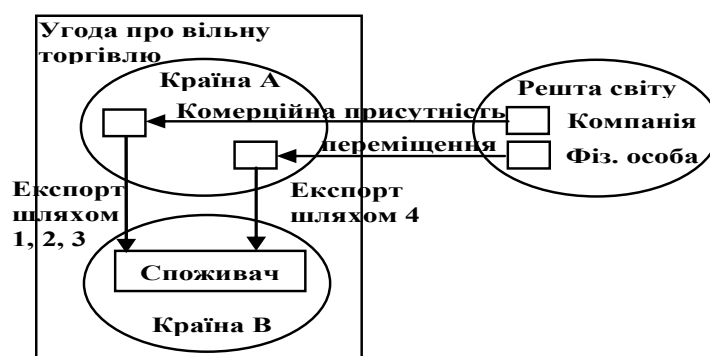 Угода про вільну
торгівлю
Країна А
Решта світу
Комерційна присутність
Компанія
переміщення
Фіз. особа
Експорт
шляхом
1, 2, 3
Експорт
шляхом 4
Споживач
Країна В